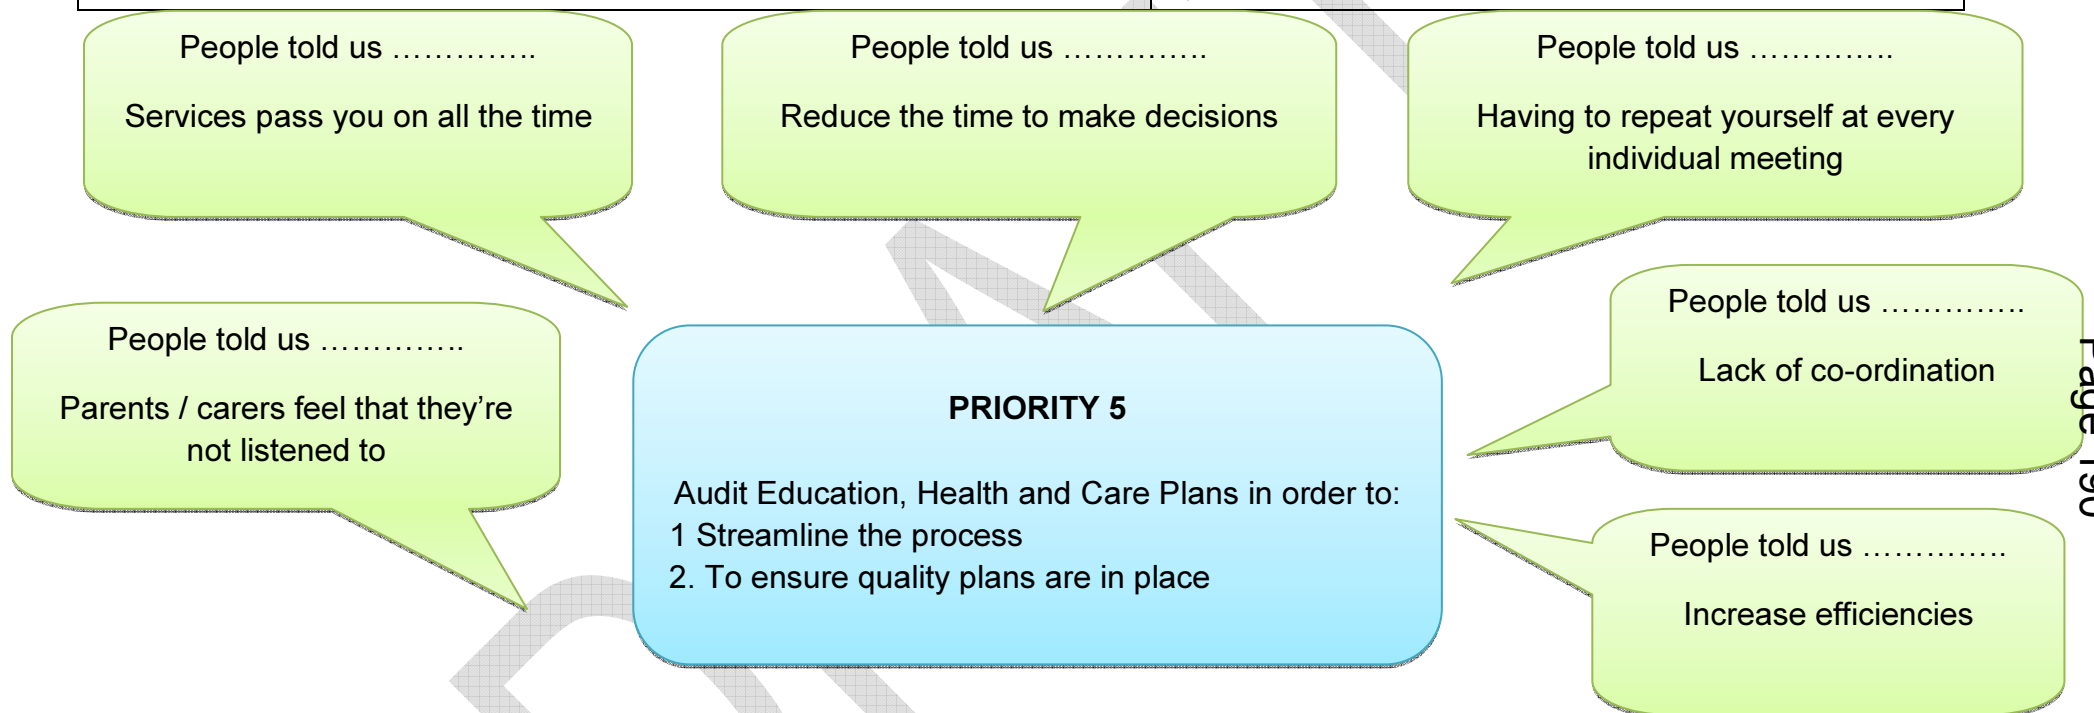 People told us …………..
Services pass you on all the time
People told us …………..
Reduce the time to make decisions
People told us …………..
Having to repeat yourself at every
individual meeting
People told us …………..
Parents / carers feel that they’re
not listened to
PRIORITY 5
Audit Education, Health and Care Plans in order to:
1 Streamline the process
2. To ensure quality plans are in place
People told us …………..
Lack of co-ordination
People told us …………..
Increase efficiencies
Page 190